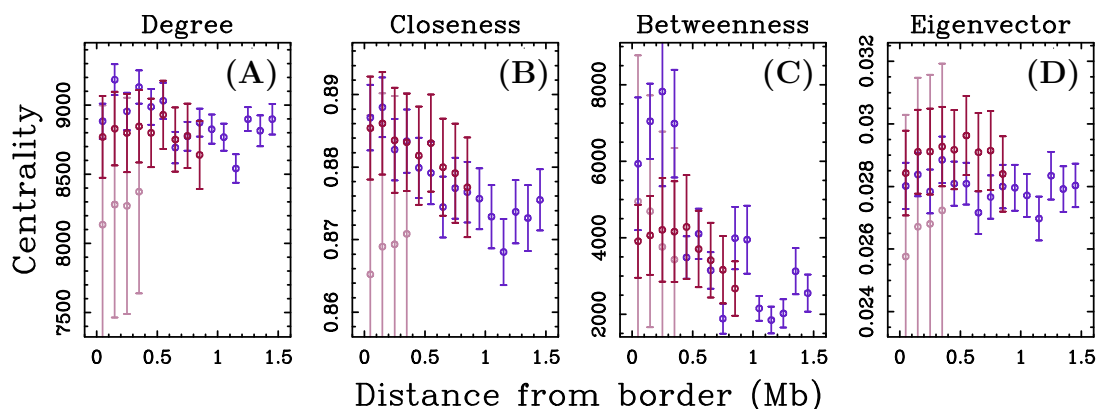 Degree Closeness Betweenness Eigenvector
(A) (B) (C) (D)
Centrality
7500 8000 8500 9000
0.86 0.87 0.88 0.89
2000 4000 6000 8000
0.024 0.026 0.028 0.03 0.032
0 0.5 1 1.5 0 0.5 1 1.5 0 0.5 1 1.5 0 0.5 1 1.5
Distance from border (Mb)